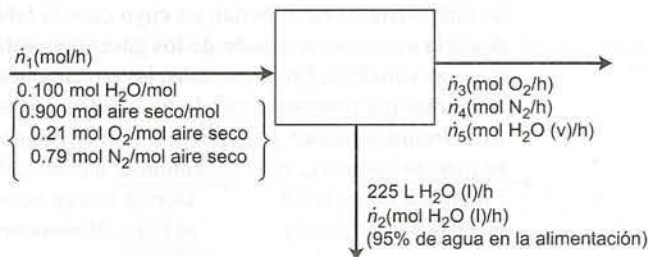 ṅ₁(mol/h)
0.100 mol H₂O/mol
0.900 mol aire seco/mol
0.21 mol O₂/mol aire seco
0.79 mol N₂/mol aire seco
ṅ₃(mol O₂/h)
ṅ₄(mol N₂/h)
ṅ₅(mol H₂O (v)/h)
225 L H₂O (l)/h
ṅ₂(mol H₂O (l)/h)
(95% de agua en la alimentación)